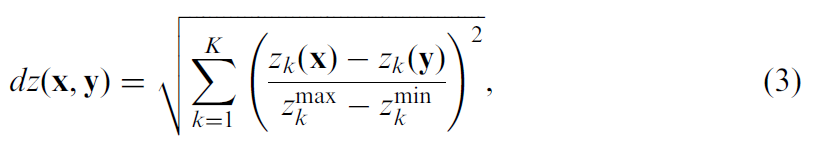 dz(𝐱, 𝐲) = √(∑_{k=1}^{K} ((z_k(𝐱) − z_k(𝐲)) / (z_k^{max} − z_k^{min}))²), (3)